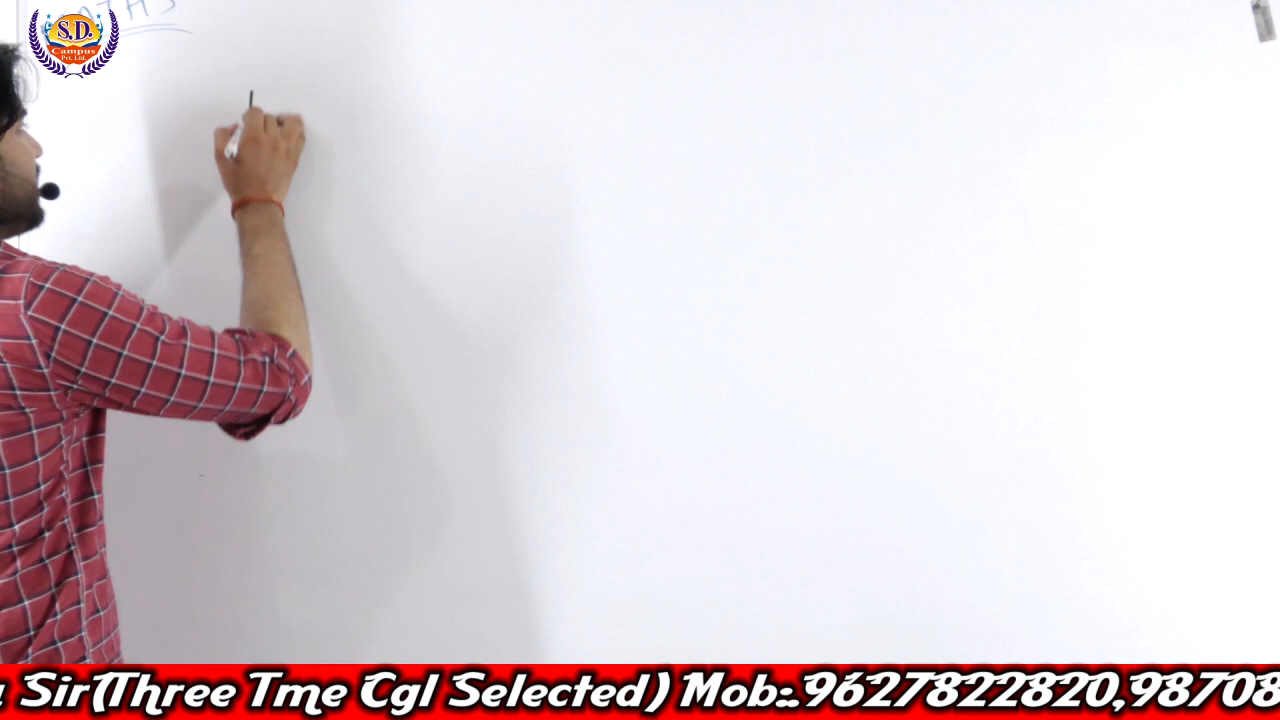 S.D.
Campus
Pvt. Ltd.
Sir(Three Tme Cgl Selected) Mob:.9627822820,98708